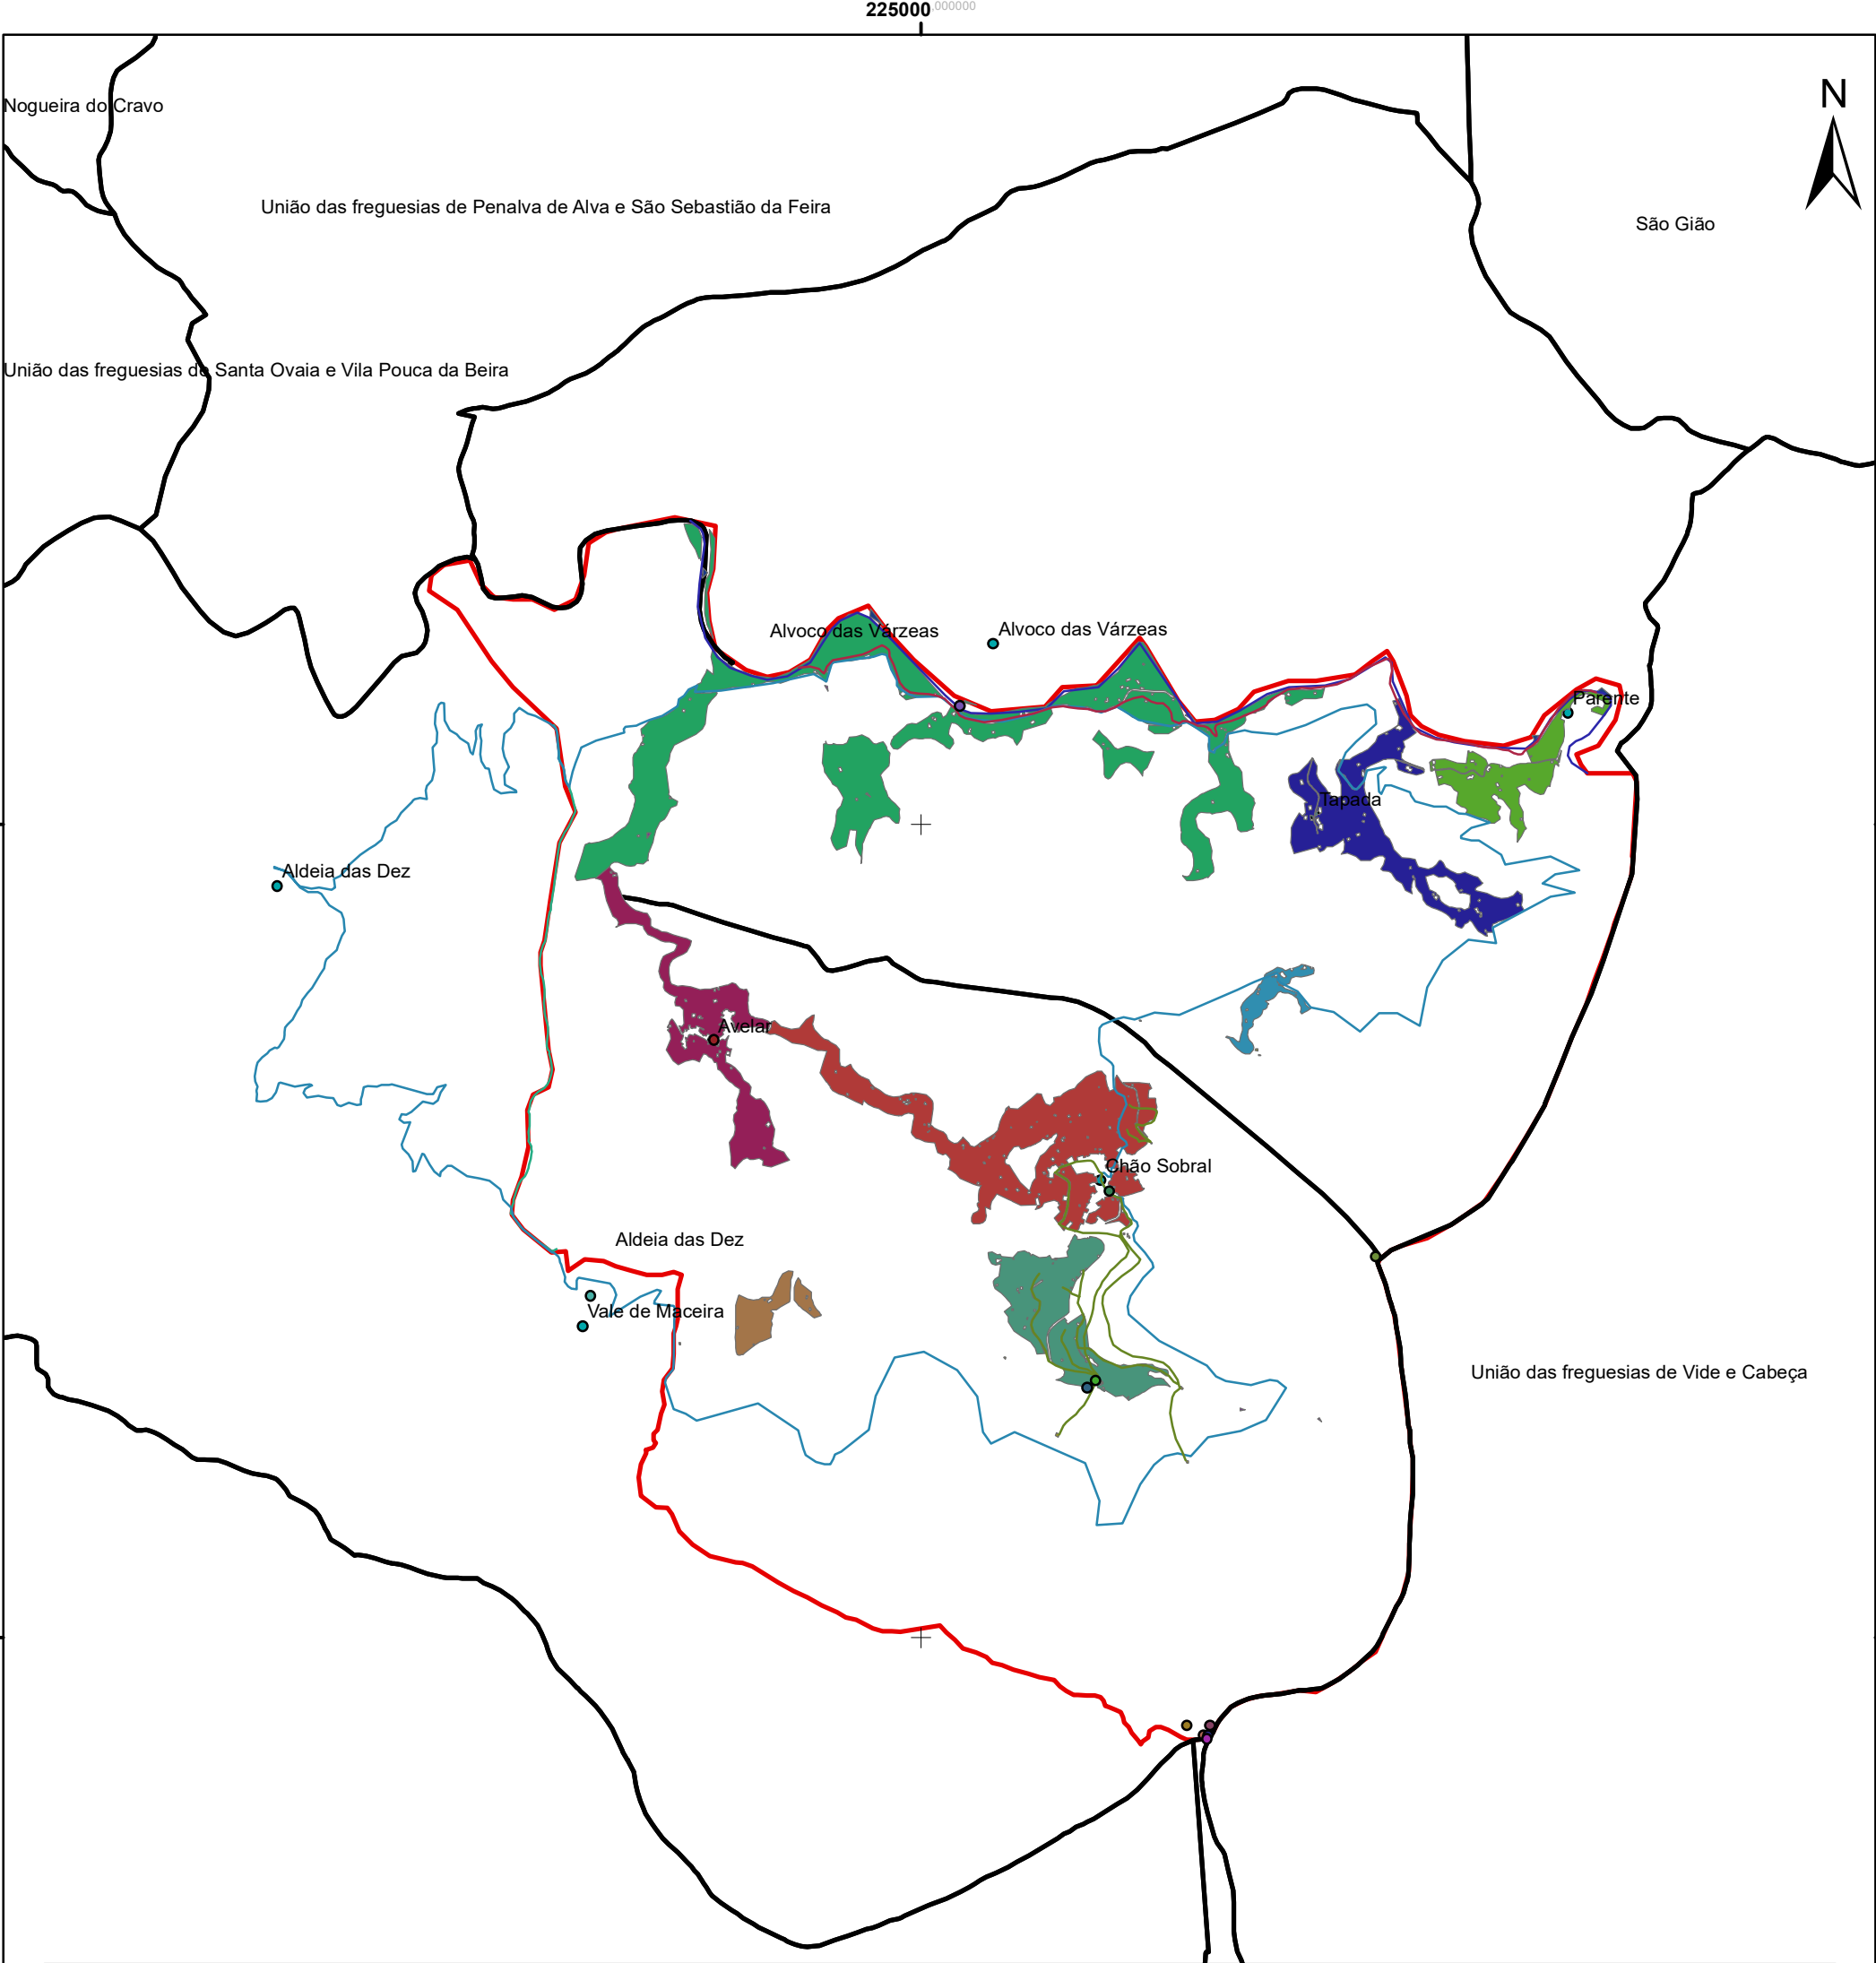 225000.000000
N
Nogueira do Cravo
União das freguesias de Penalva de Alva e São Sebastião da Feira
São Gião
União das freguesias de Santa Ovaia e Vila Pouca da Beira
Alvoco das Várzeas
Alvoco das Várzeas
Parente
Tapada
Aldeia das Dez
Avelar
Chão Sobral
Aldeia das Dez
Vale de Maceira
União das freguesias de Vide e Cabeça